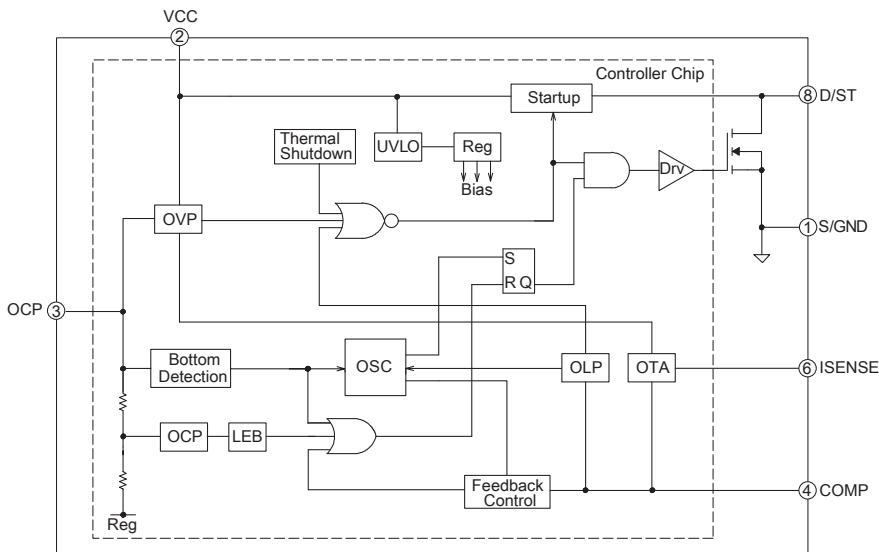 VCC
2
Controller Chip
Startup
8 D/ST
Thermal
Shutdown
UVLO
Reg
Bias
Drv
OVP
1 S/GND
S
R Q
OCP 3
Bottom
Detection
OSC
OLP
OTA
6 ISENSE
OCP
LEB
Feedback
Control
4 COMP
Reg